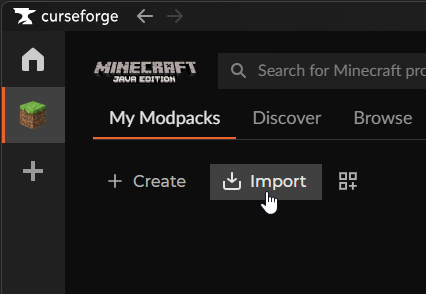 curseforge
MINECRAFT
JAVA EDITION
Search for Minecraft pro
My Modpacks Discover Browse
Create Import